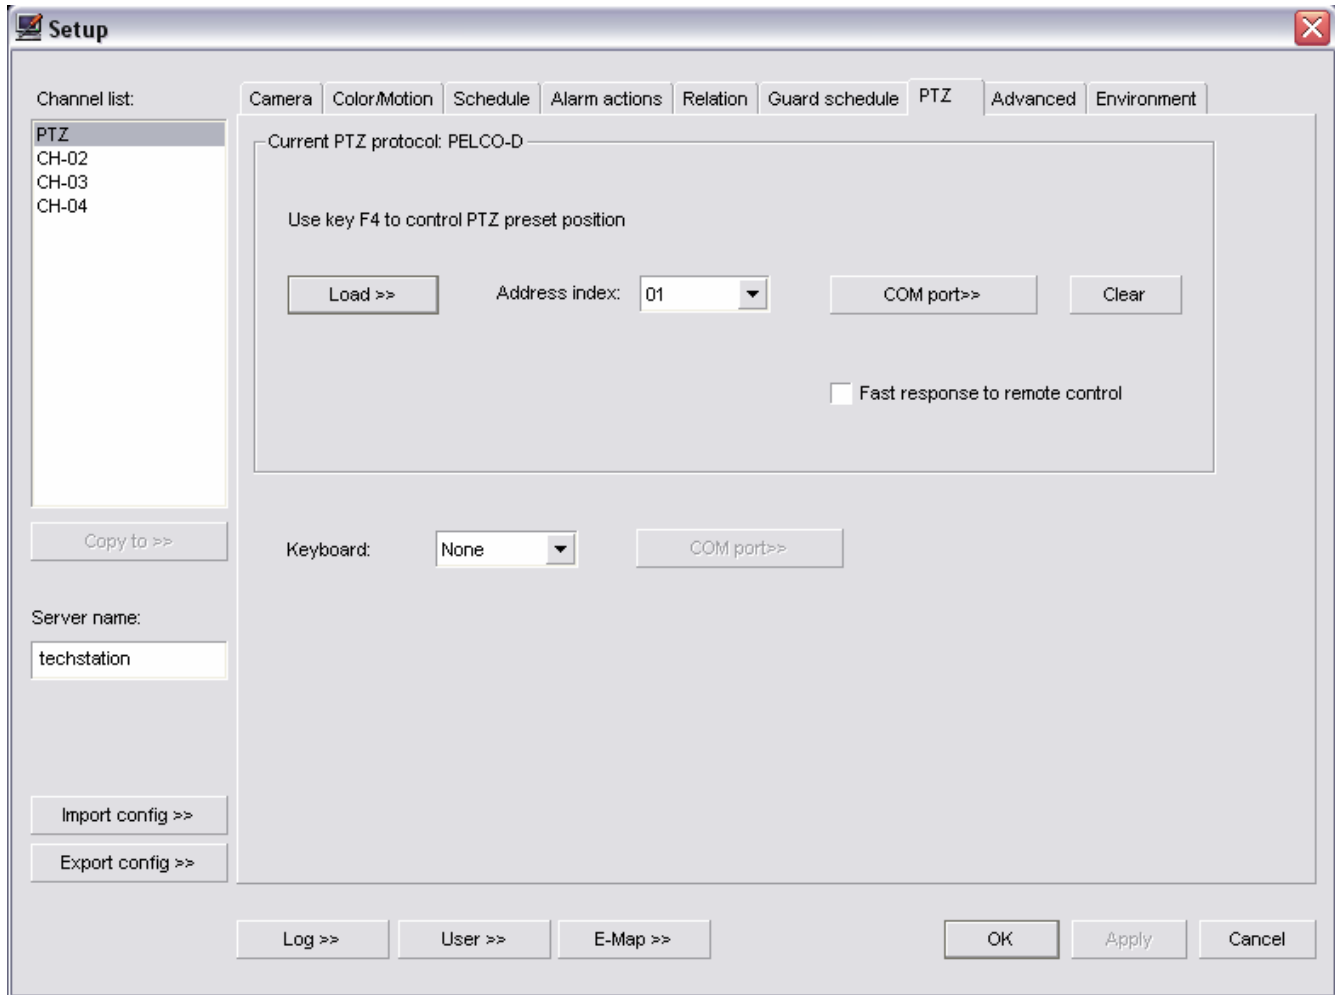 Setup
Channel list:
PTZ
CH-02
CH-03
CH-04
Copy to >>
Server name:
techstation
Import config >>
Export config >>
Camera Color/Motion Schedule Alarm actions Relation Guard schedule PTZ Advanced Environment
Current PTZ protocol: PELCO-D
Use key F4 to control PTZ preset position
Load >> Address index: 01 COM port>> Clear
Fast response to remote control
Keyboard: None COM port>>
Log >> User >> E-Map >> OK Apply Cancel